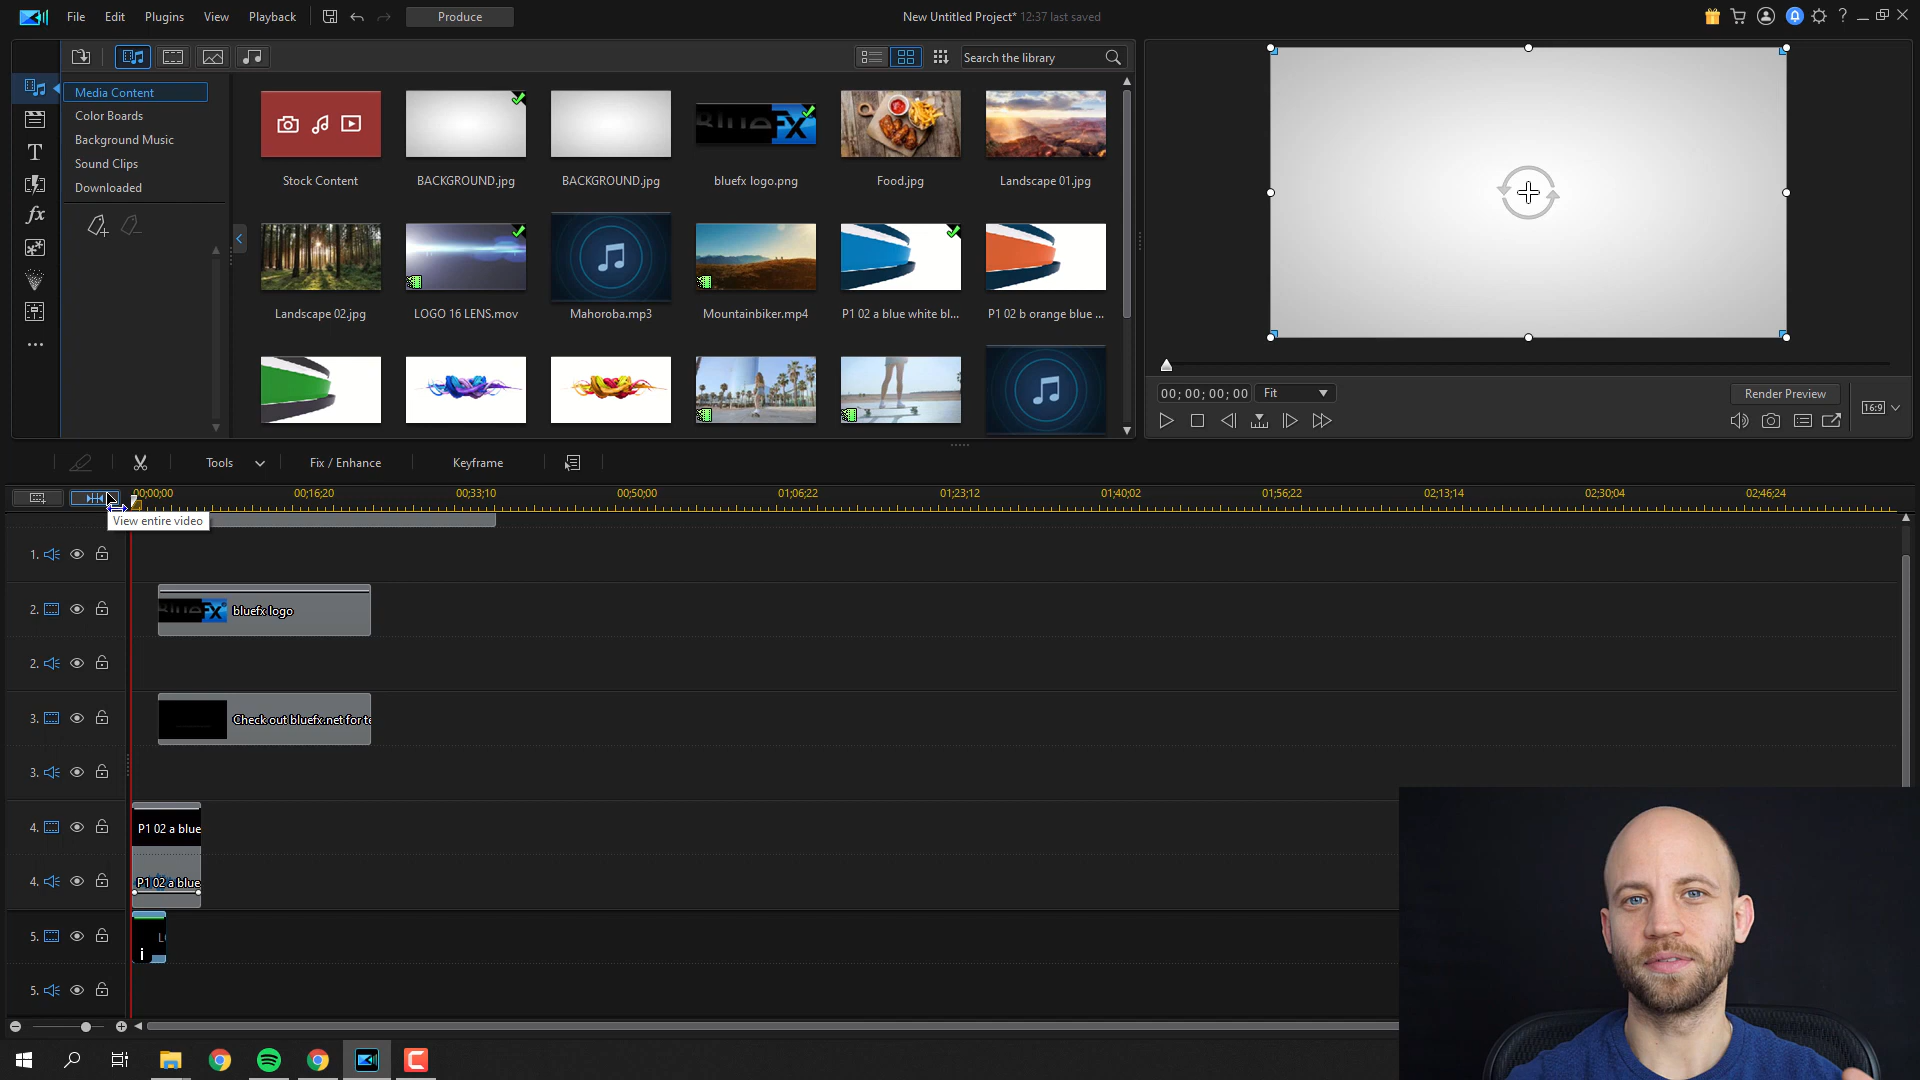 File Edit Plugins View Playback Produce New Untitled Project* 12:37 last saved
Search the library
Media Content
Color Boards
Background Music
Sound Clips
Downloaded
Stock Content BACKGROUND.jpg BACKGROUND.jpg bluefx logo.png Food.jpg Landscape 01.jpg
Landscape 02.jpg LOGO 16 LENS.mov Mahoroba.mp3 Mountainbiker.mp4 P1 02 a blue white bl... P1 02 b orange blue ...
00; 00; 00; 00 Fit Render Preview
16:9
Tools Fix / Enhance Keyframe
00;00;00 00;16;20 00;33;10 00;50;00 01;06;22 01;23;12 01;40;02 01;56;22 02;13;14 02;30;04 02;46;24
View entire video
1.
2. bluefx logo
2.
3. Check out bluefx.net for te
3.
4. P1 02 a blue
4. P1 02 a blue
5. i
5.